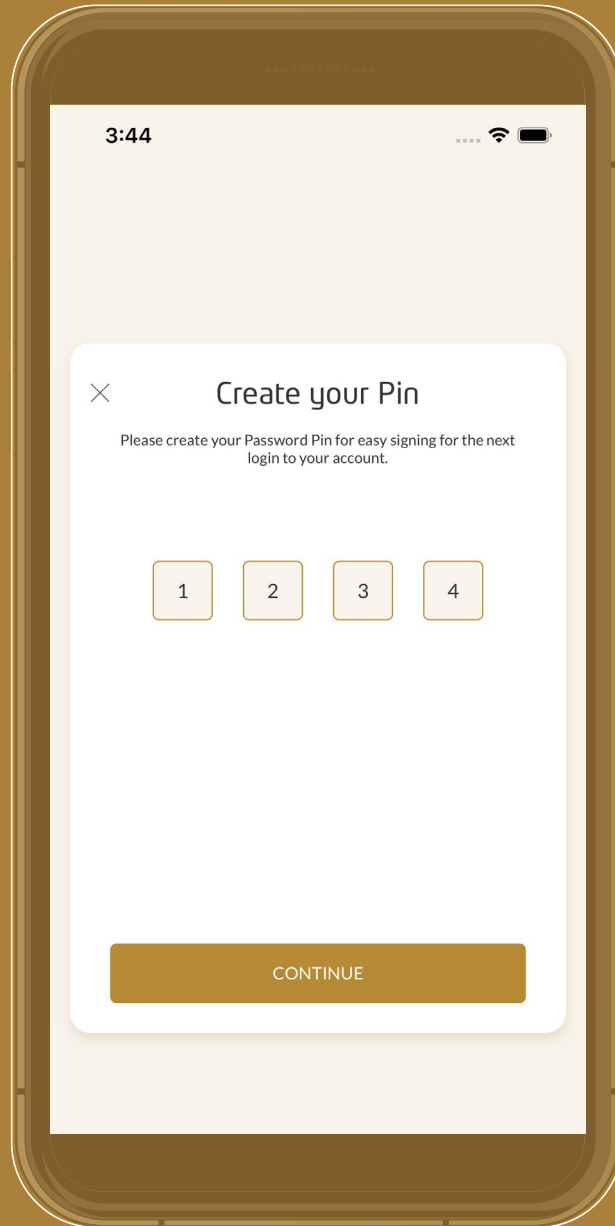 3:44
Create your Pin
Please create your Password Pin for easy signing for the next
login to your account.
1 2 3 4
CONTINUE